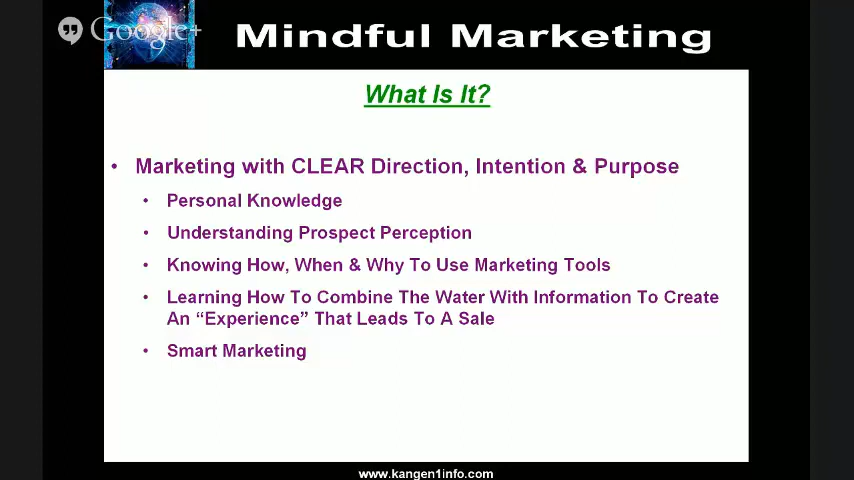 Google+
Mindful Marketing
What Is It?
• Marketing with CLEAR Direction, Intention & Purpose
• Personal Knowledge
• Understanding Prospect Perception
• Knowing How, When & Why To Use Marketing Tools
• Learning How To Combine The Water With Information To Create
An “Experience” That Leads To A Sale
• Smart Marketing
www.kangen1info.com